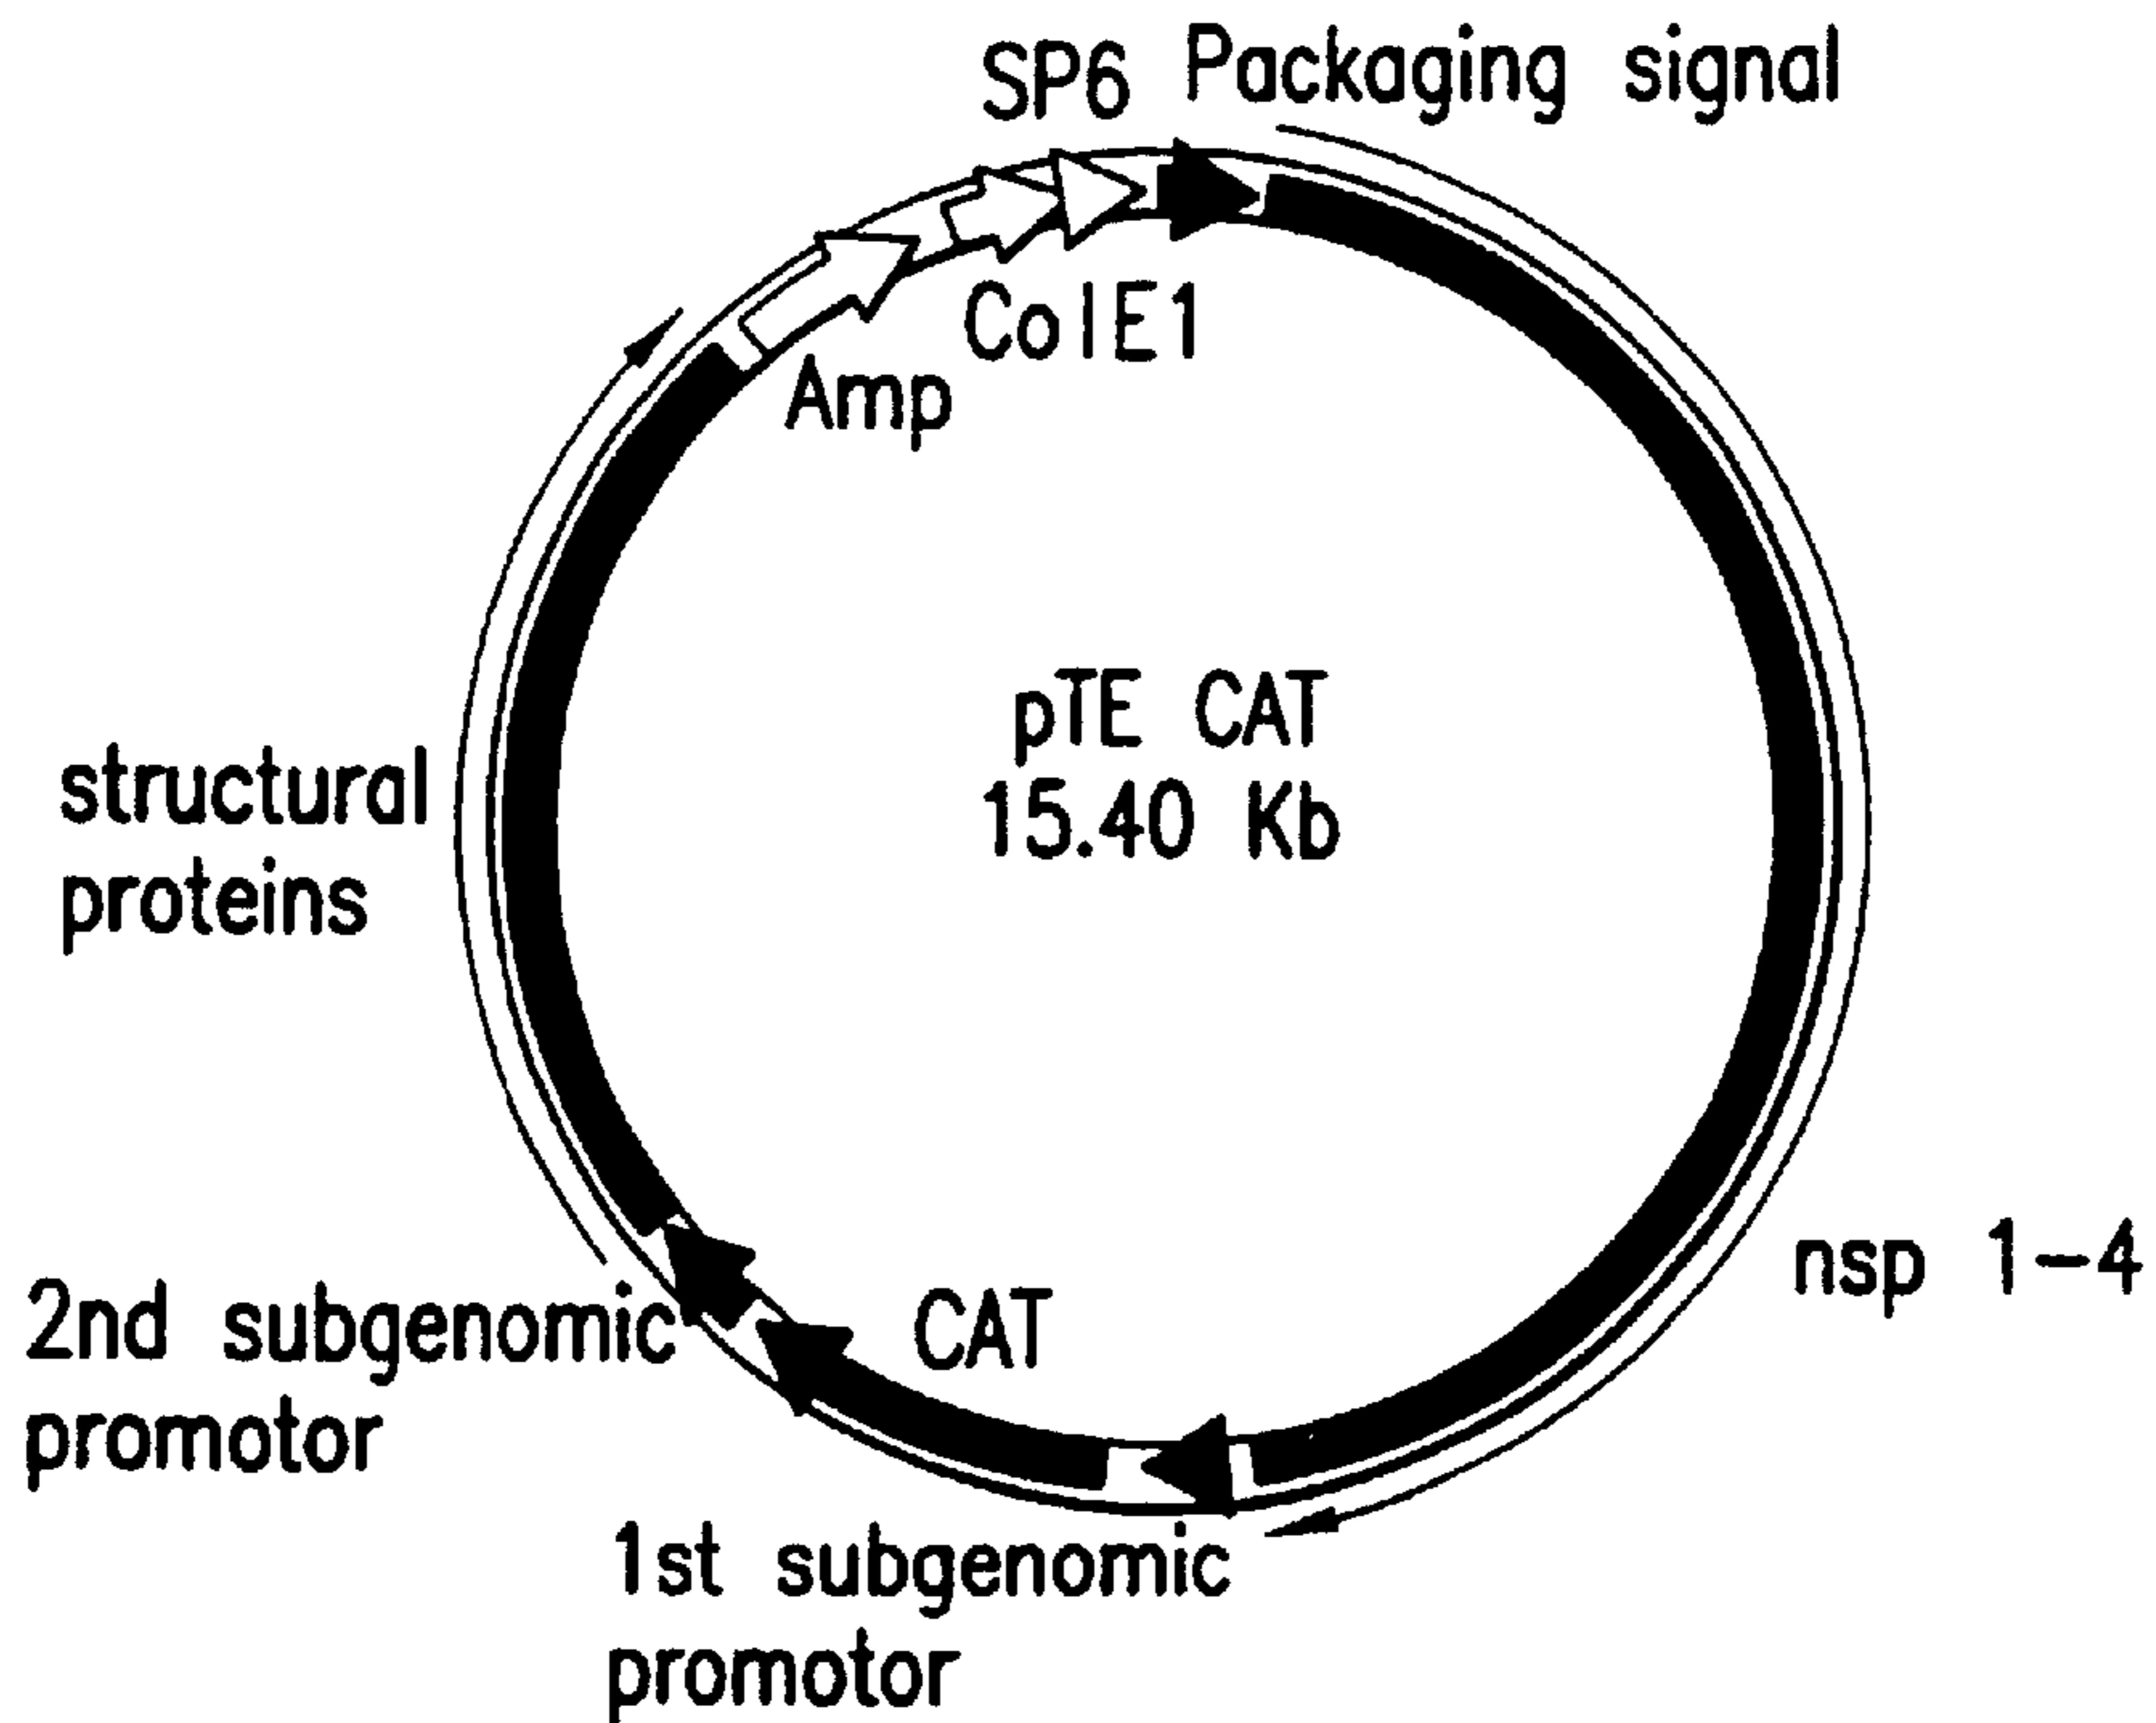 SP6
Packaging signal
ColE1
Amp
pTE CAT
15.40 Kb
structural
proteins
nsp 1-4
2nd subgenomic
promotor
CAT
1st subgenomic
promotor